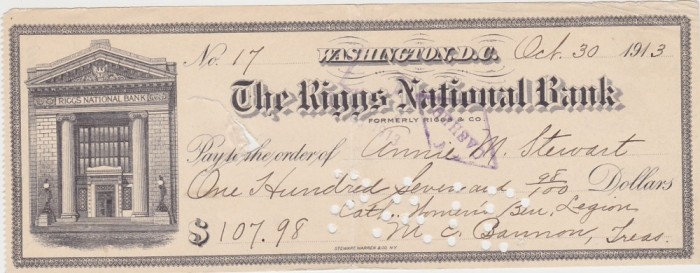 No. 17 WASHINGTON, D.C. Oct. 30 1913
RIGGS NATIONAL BANK
The Riggs National Bank
FORMERLY RIGGS & CO.
Pay to the order of Annie M. Stewart
One Hundred Seven and 98/100 Dollars
Cath. Women's Ben. Legion
$ 107.98 M. C. Bannon, Treas.